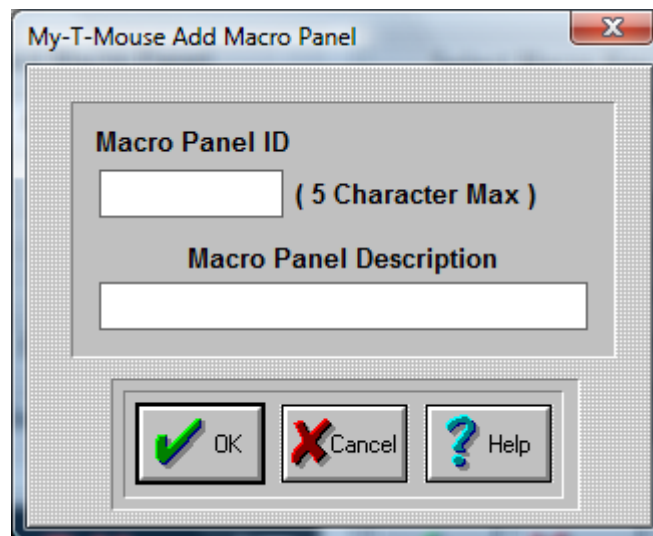 My-T-Mouse Add Macro Panel
Macro Panel ID
( 5 Character Max )
Macro Panel Description
OK Cancel Help